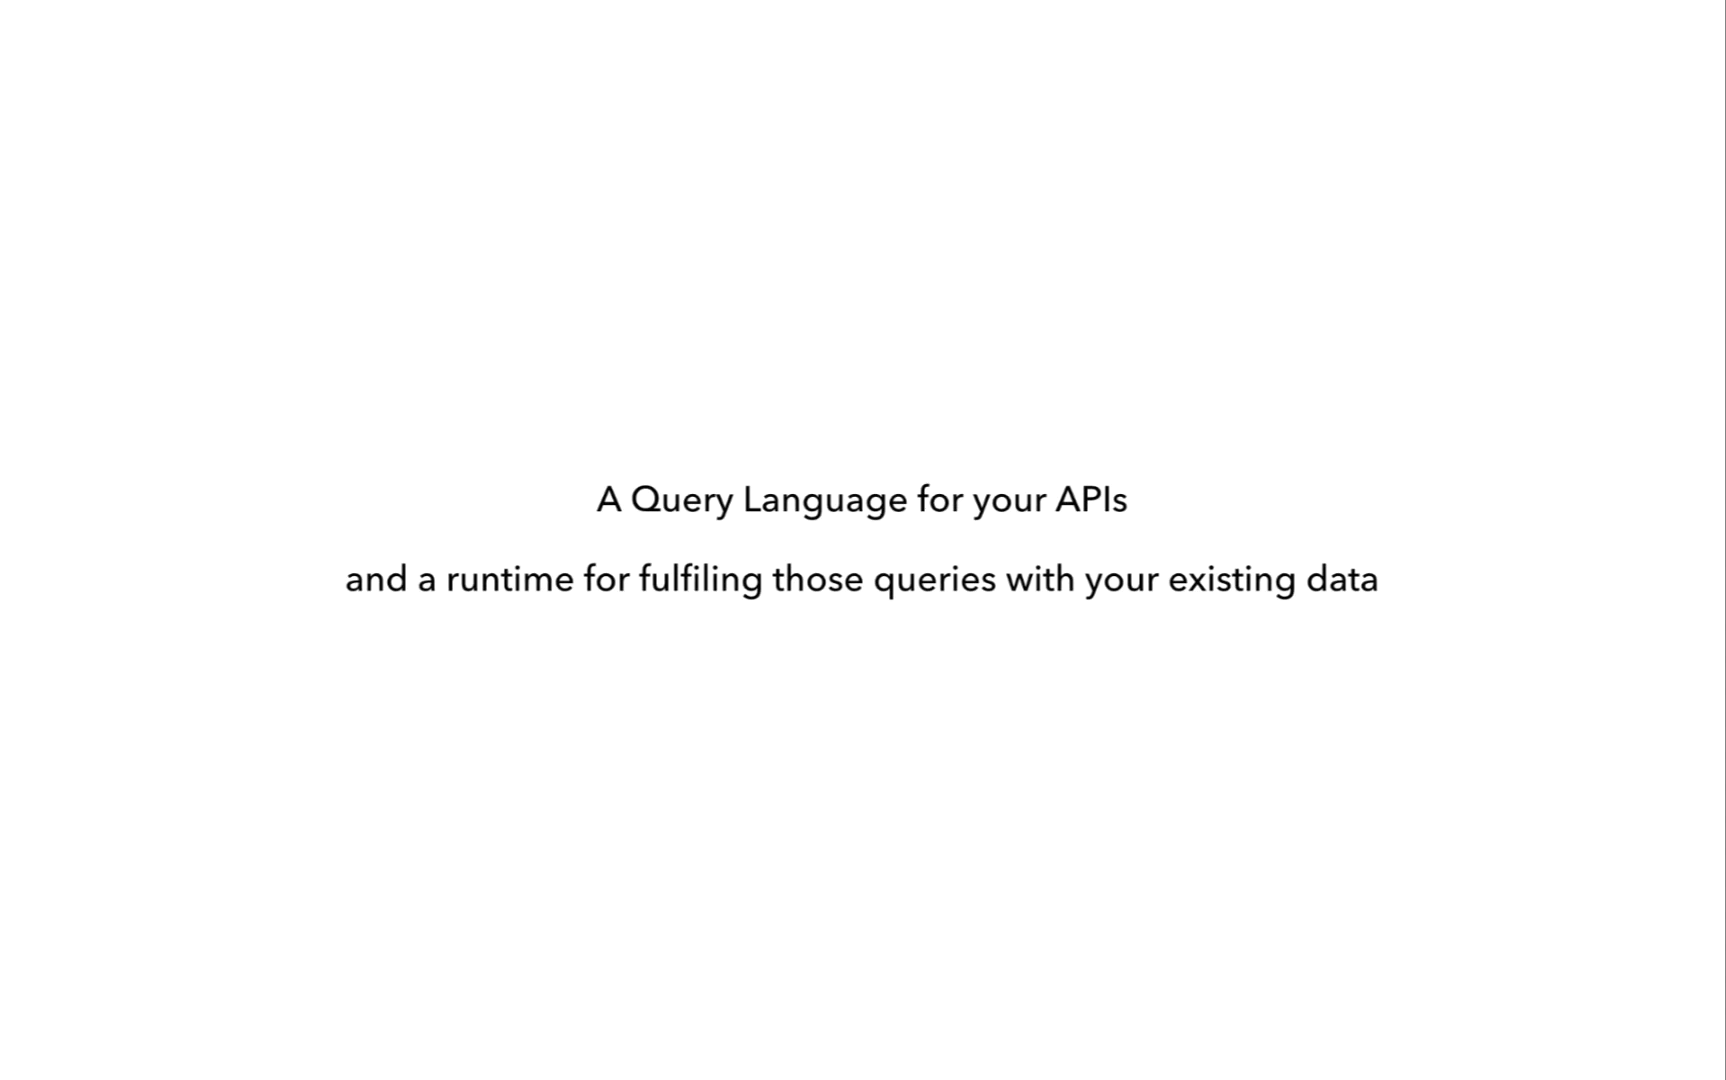 A Query Language for your APIs
and a runtime for fulfiling those queries with your existing data